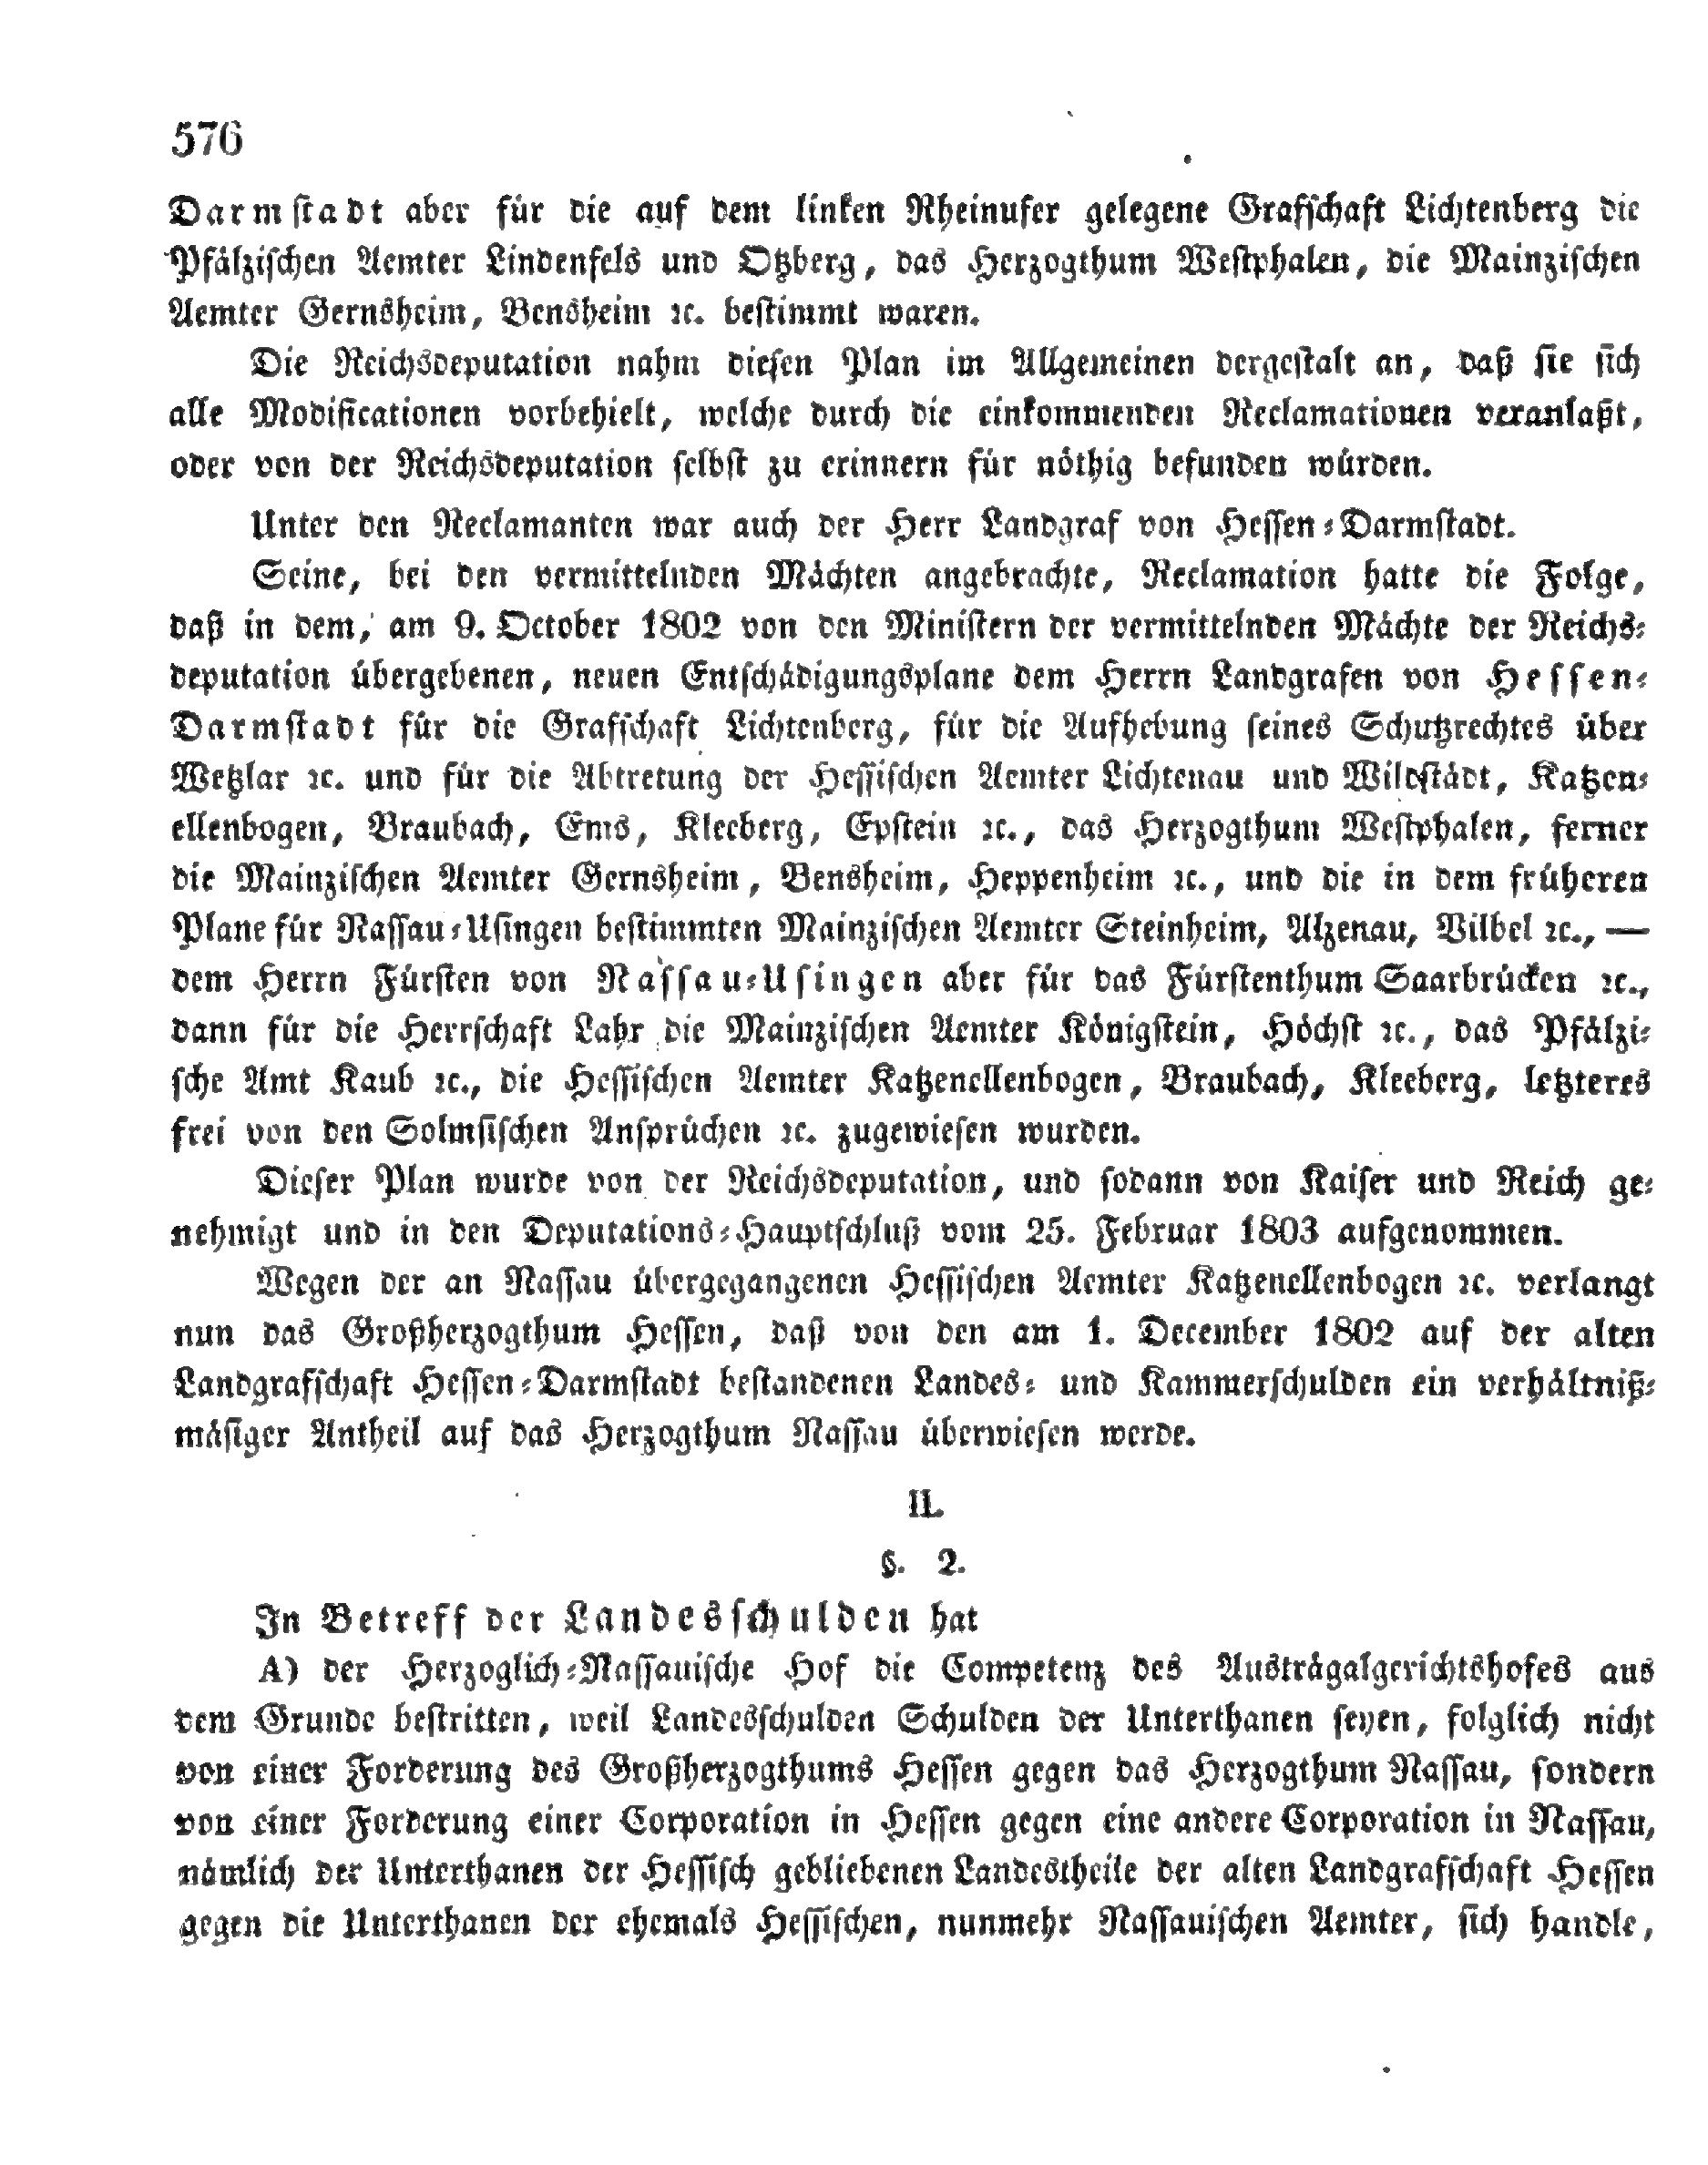 576
Darmstadt aber für die auf dem linken Rheinufer gelegene Grafschaft Lichtenberg die
Pfälzischen Aemter Lindenfels und Otzberg, das Herzogthum Westphalen, die Mainzischen
Aemter Gernsheim, Bensheim ꝛc. bestimmt waren.
Die Reichsdeputation nahm diesen Plan im Allgemeinen dergestalt an, daß sie sich
alle Modificationen vorbehielt, welche durch die einkommenden Reclamationen veranlaßt,
oder von der Reichsdeputation selbst zu erinnern für nöthig befunden würden.
Unter den Reclamanten war auch der Herr Landgraf von Hessen-Darmstadt.
Seine, bei den vermittelnden Mächten angebrachte, Reclamation hatte die Folge,
daß in dem, am 9. October 1802 von den Ministern der vermittelnden Mächte der Reichs-
deputation übergebenen, neuen Entschädigungsplane dem Herrn Landgrafen von Hessen-
Darmstadt für die Grafschaft Lichtenberg, für die Aufhebung seines Schutzrechtes über
Wetzlar ꝛc. und für die Abtretung der Hessischen Aemter Lichtenau und Wildstädt, Katzen-
ellenbogen, Braubach, Ems, Kleeberg, Epstein ꝛc., das Herzogthum Westphalen, ferner
die Mainzischen Aemter Gernsheim, Bensheim, Heppenheim ꝛc., und die in dem früheren
Plane für Nassau-Usingen bestimmten Mainzischen Aemter Steinheim, Alzenau, Vilbel ꝛc., —
dem Herrn Fürsten von Nassau-Usingen aber für das Fürstenthum Saarbrücken ꝛc.,
dann für die Herrschaft Lahr die Mainzischen Aemter Königstein, Höchst ꝛc., das Pfälzi-
sche Amt Kaub ꝛc., die Hessischen Aemter Katzenellenbogen, Braubach, Kleeberg, letzteres
frei von den Solmsischen Ansprüchen ꝛc. zugewiesen wurden.
Dieser Plan wurde von der Reichsdeputation, und sodann von Kaiser und Reich ge-
nehmigt und in den Deputations-Hauptschluß vom 25. Februar 1803 aufgenommen.
Wegen der an Nassau übergegangenen Hessischen Aemter Katzenellenbogen ꝛc. verlangt
nun das Großherzogthum Hessen, daß von den am 1. December 1802 auf der alten
Landgrafschaft Hessen-Darmstadt bestandenen Landes- und Kammerschulden ein verhältniß-
mäsiger Antheil auf das Herzogthum Nassau überwiesen werde.
II.
§. 2.
In Betreff der Landesschulden hat
A) der Herzoglich-Nassauische Hof die Competenz des Austrägalgerichtshofes aus
dem Grunde bestritten, weil Landesschulden Schulden der Unterthanen seyen, folglich nicht
von einer Forderung des Großherzogthums Hessen gegen das Herzogthum Nassau, sondern
von einer Forderung einer Corporation in Hessen gegen eine andere Corporation in Nassau,
nämlich der Unterthanen der Hessisch gebliebenen Landestheile der alten Landgrafschaft Hessen
gegen die Unterthanen der ehemals Hessischen, nunmehr Nassauischen Aemter, sich handle,